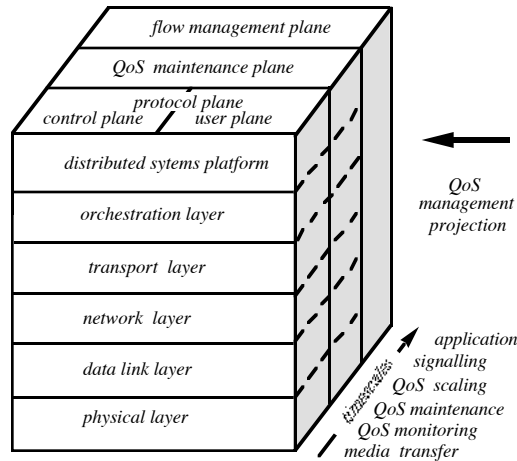 flow management plane
QoS maintenance plane
protocol plane
control plane user plane
distributed sytems platform
orchestration layer
transport layer
network layer
data link layer
physical layer
QoS
management
projection
timescales
application
signalling
QoS scaling
QoS maintenance
QoS monitoring
media transfer